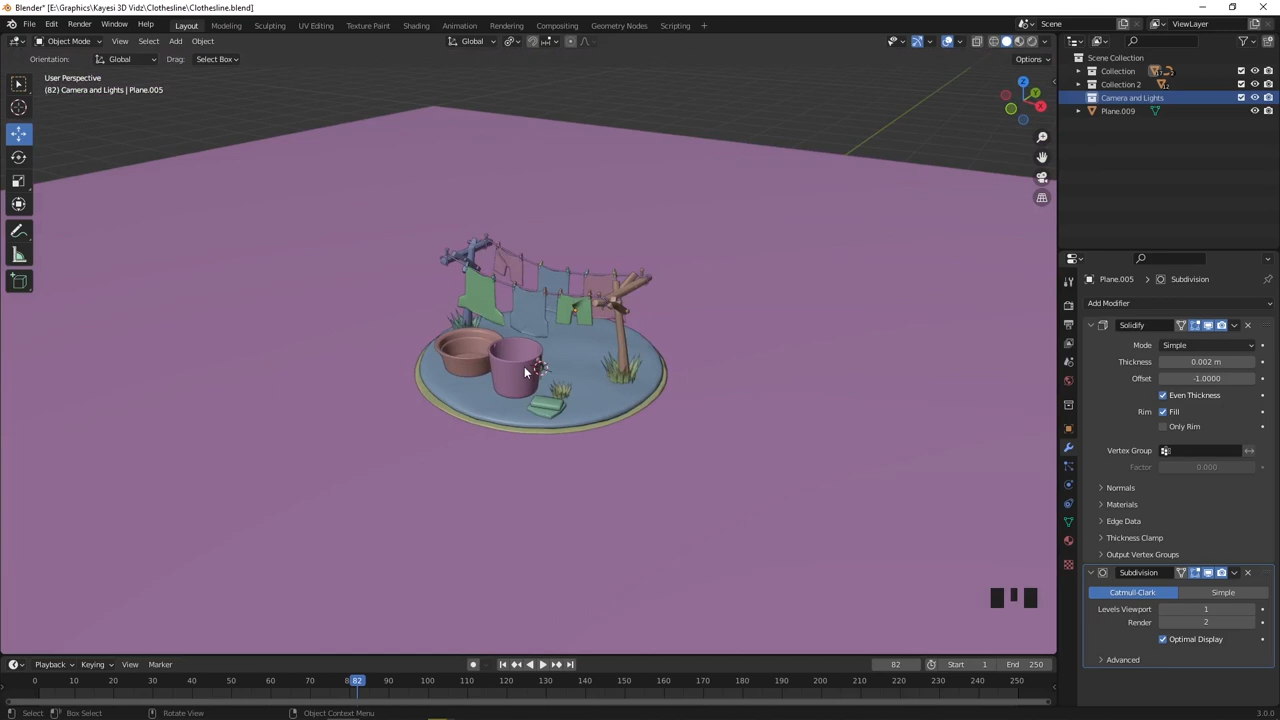 Blender* [E:\Graphics\Kayesi 3D Vidz\Clothesline\Clothesline.blend]
File Edit Render Window Help Layout Modeling Sculpting UV Editing Texture Paint Shading Animation Rendering Compositing Geometry Nodes Scripting + Scene ViewLayer
Object Mode View Select Add Object Global Options
Orientation: Global Drag: Select Box
User Perspective
(82) Camera and Lights | Plane.005
Z
Y
X
Scene Collection
Collection 17 2
Collection 2 12
Camera and Lights
Plane.009
Plane.005 > Subdivision
Add Modifier
Solidify
Mode Simple
Thickness 0.002 m
Offset -1.0000
Even Thickness
Rim Fill
Only Rim
Vertex Group
Factor 0.000
Normals
Materials
Edge Data
Thickness Clamp
Output Vertex Groups
Subdivision
Catmull-Clark Simple
Levels Viewport 1
Render 2
Optimal Display
Advanced
Playback Keying View Marker 82 Start 1 End 250
0 10 20 30 40 50 60 70 8 82 90 100 110 120 130 140 150 160 170 180 190 200 210 220 230 240 250
Select Box Select Rotate View Object Context Menu 3.0.0